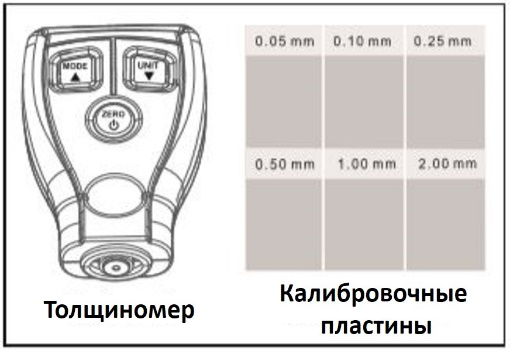 MODE
▲
UNIT
▼
ZERO
0.05 mm 0.10 mm 0.25 mm
0.50 mm 1.00 mm 2.00 mm
Толщиномер
Калибровочные
пластины